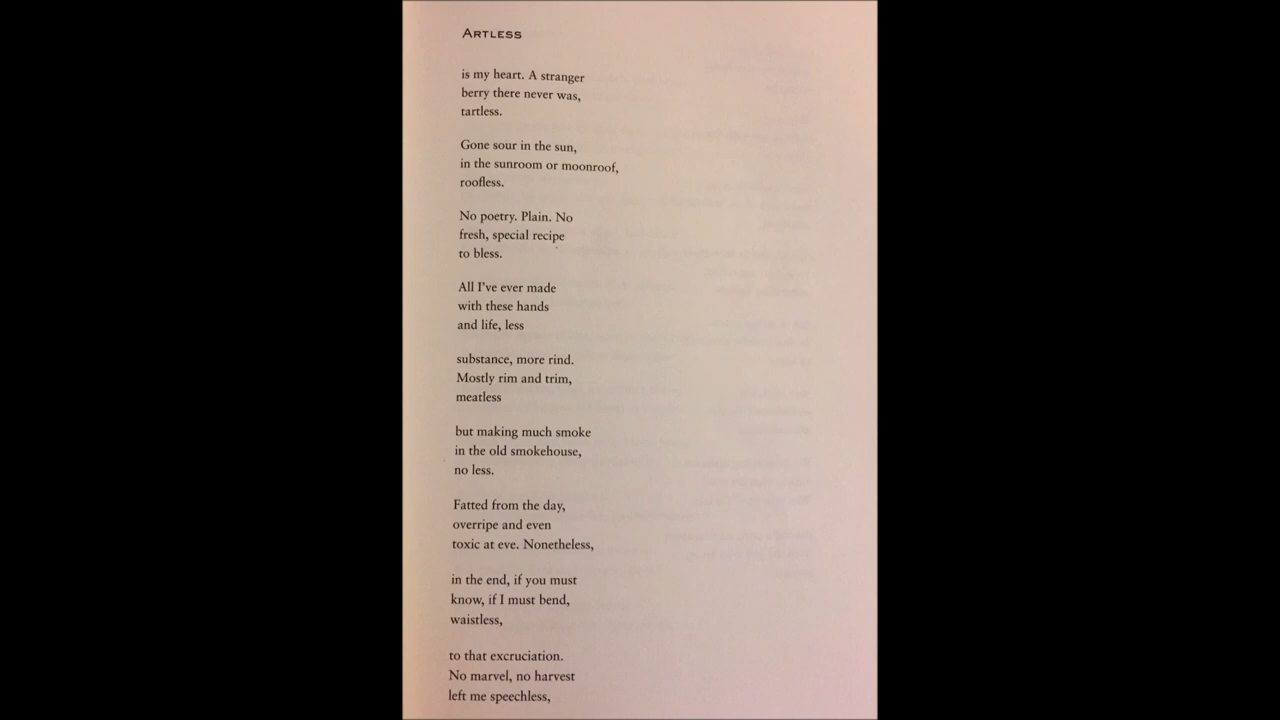 ARTLESS
is my heart. A stranger
berry there never was,
tartless.
Gone sour in the sun,
in the sunroom or moonroof,
roofless.
No poetry. Plain. No
fresh, special recipe
to bless.
All I've ever made
with these hands
and life, less
substance, more rind.
Mostly rim and trim,
meatless
but making much smoke
in the old smokehouse,
no less.
Fatted from the day,
overripe and even
toxic at eve. Nonetheless,
in the end, if you must
know, if I must bend,
waistless,
to that excruciation.
No marvel, no harvest
left me speechless,